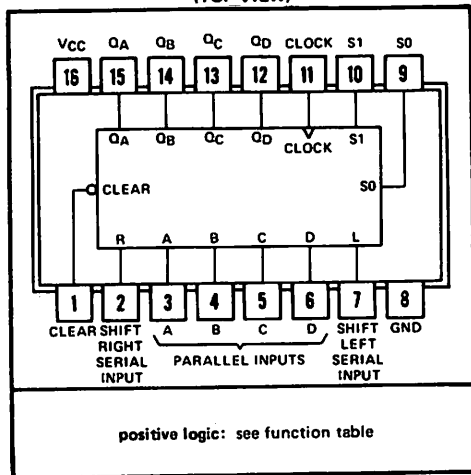 VCC QA QB QC QD CLOCK S1 S0
16 15 14 13 12 11 10 9
QA QB QC QD CLOCK S1
CLEAR S0
R A B C D L
1 2 3 4 5 6 7 8
CLEAR SHIFT A B C D SHIFT GND
RIGHT PARALLEL INPUTS LEFT
SERIAL SERIAL
INPUT INPUT
positive logic: see function table